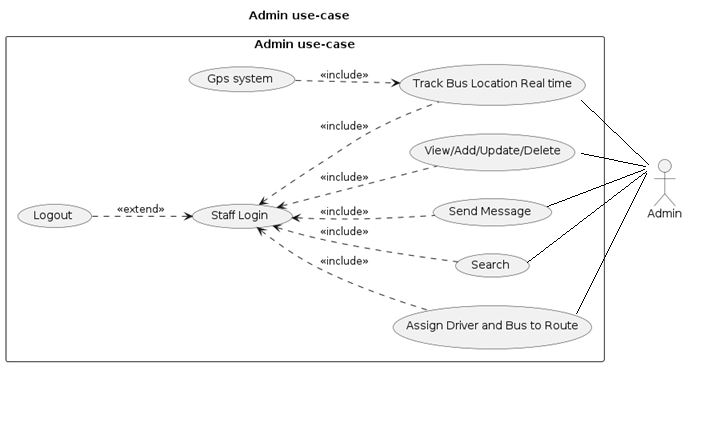 Admin use-case
Admin use-case
Gps system
«include»
Track Bus Location Real time
«include»
View/Add/Update/Delete
«include»
Logout
«extend»
Staff Login
«include»
Send Message
Admin
«include»
Search
«include»
Assign Driver and Bus to Route